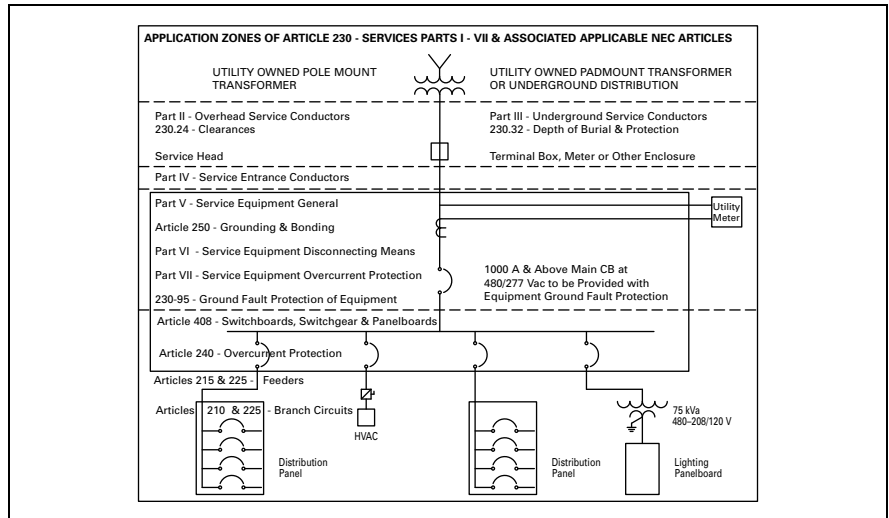 APPLICATION ZONES OF ARTICLE 230 - SERVICES PARTS I - VII & ASSOCIATED APPLICABLE NEC ARTICLES
UTILITY OWNED POLE MOUNT
TRANSFORMER
UTILITY OWNED PADMOUNT TRANSFORMER
OR UNDERGROUND DISTRIBUTION
Part II - Overhead Service Conductors
230.24 - Clearances
Part III - Underground Service Conductors
230.32 - Depth of Burial & Protection
Service Head
Terminal Box, Meter or Other Enclosure
Part IV - Service Entrance Conductors
Part V - Service Equipment General
Utility
Meter
Article 250 - Grounding & Bonding
Part VI - Service Equipment Disconnecting Means
Part VII - Service Equipment Overcurrent Protection
230-95 - Ground Fault Protection of Equipment
1000 A & Above Main CB at
480/277 Vac to be Provided with
Equipment Ground Fault Protection
Article 408 - Switchboards, Switchgear & Panelboards
Article 240 - Overcurrent Protection
Articles 215 & 225 - Feeders
Articles 210 & 225 - Branch Circuits
HVAC
75 kVa
480–208/120 V
Distribution
Panel
Distribution
Panel
Lighting
Panelboard